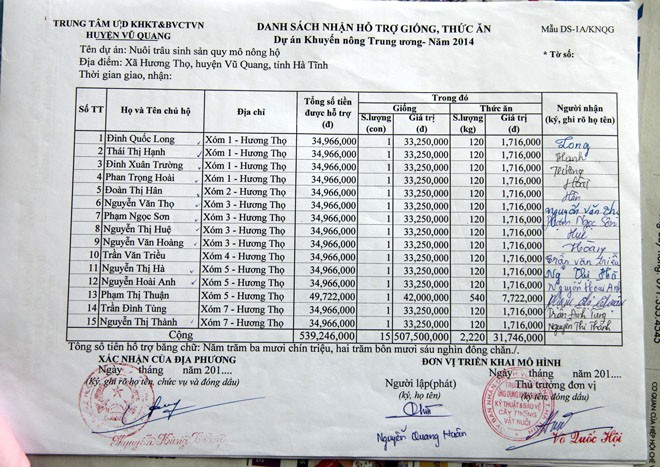 TRUNG TÂM ƯD KHKT&BVCTVN
HUYỆN VŨ QUANG
DANH SÁCH NHẬN HỖ TRỢ GIỐNG, THỨC ĂN
Dự án Khuyến nông Trung ương- Năm 2014
Mẫu DS-1A/KNQG
* Tờ số:
Tên dự án: Nuôi trâu sinh sản quy mô nông hộ
Địa điểm: Xã Hương Thọ, huyện Vũ Quang, tỉnh Hà Tĩnh
Thời gian giao, nhận:
Số TT Họ và Tên chủ hộ Địa chỉ Tổng số tiền được hỗ trợ (đ) Trong đó Người nhận (ký, ghi rõ họ tên)
Giống Thức ăn
S.lượng (con) Giá trị (đ) S.lượng (kg) Giá trị (đ)
1 Đinh Quốc Long Xóm 1 - Hương Thọ 34,966,000 1 33,250,000 120 1,716,000 Long
2 Thái Thị Hạnh Xóm 1 - Hương Thọ 34,966,000 1 33,250,000 120 1,716,000 Hạnh
3 Đinh Xuân Trường Xóm 1 - Hương Thọ 34,966,000 1 33,250,000 120 1,716,000 Trường
4 Phan Trọng Hoài Xóm 1 - Hương Thọ 34,966,000 1 33,250,000 120 1,716,000 Hoài
5 Đoàn Thị Hân Xóm 2 - Hương Thọ 34,966,000 1 33,250,000 120 1,716,000 Hân
6 Nguyễn Văn Thọ Xóm 3 - Hương Thọ 34,966,000 1 33,250,000 120 1,716,000 Nguyễn Văn
7 Phạm Ngọc Sơn Xóm 3 - Hương Thọ 34,966,000 1 33,250,000 120 1,716,000 Phạm Ngọc Sơn
8 Nguyễn Thị Huệ Xóm 3 - Hương Thọ 34,966,000 1 33,250,000 120 1,716,000 Huệ
9 Nguyễn Văn Hoàng Xóm 3 - Hương Thọ 34,966,000 1 33,250,000 120 1,716,000 Hoàng
10 Trần Văn Triều Xóm 4 - Hương Thọ 34,966,000 1 33,250,000 120 1,716,000 Trần Văn Triều
11 Nguyễn Thị Hà Xóm 5 - Hương Thọ 34,966,000 1 33,250,000 120 1,716,000 Ng Thị Hà
12 Nguyễn Hoài Anh Xóm 5 - Hương Thọ 34,966,000 1 33,250,000 120 1,716,000 Nguyễn Hoài Anh
13 Phạm Thị Thuận Xóm 5 - Hương Thọ 49,722,000 1 42,000,000 540 7,722,000
14 Trần Đình Tùng Xóm 7 - Hương Thọ 34,966,000 1 33,250,000 120 1,716,000 Trần Đình Tùng
15 Nguyễn Thị Thành Xóm 7 - Hương Thọ 34,966,000 1 33,250,000 120 1,716,000 Nguyễn Thị Thành
Cộng 539,246,000 15 507,500,000 2,220 31,746,000
Tổng số tiền hỗ trợ bằng chữ: Năm trăm ba mươi chín triệu, hai trăm bốn mươi sáu nghìn đồng chẵn./.
XÁC NHẬN CỦA ĐỊA PHƯƠNG
Ngày tháng năm 201....
(Ký, ghi rõ họ tên, chức vụ và đóng dấu)
ĐƠN VỊ TRIỂN KHAI MÔ HÌNH
Ngày tháng năm 201....
Người lập(phát)
(ký, họ tên)
Thủ trưởng đơn vị
(ký tên, đóng dấu)
Nguyễn Quang Huân
Võ Quốc Hội